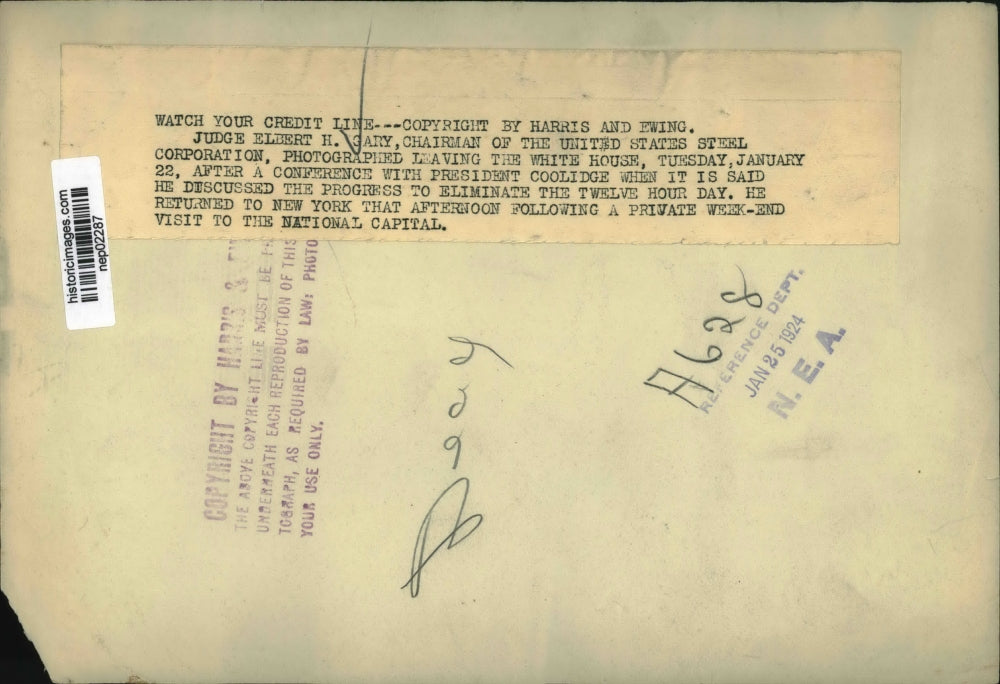 WATCH YOUR CREDIT LINE---COPYRIGHT BY HARRIS AND EWING.
JUDGE ELBERT H. GARY,CHAIRMAN OF THE UNITED STATES STEEL
CORPORATION, PHOTOGRAPHED LEAVING THE WHITE HOUSE, TUESDAY,JANUARY
22, AFTER A CONFERENCE WITH PRESIDENT COOLIDGE WHEN IT IS SAID
HE DISCUSSED THE PROGRESS TO ELIMINATE THE TWELVE HOUR DAY. HE
RETURNED TO NEW YORK THAT AFTERNOON FOLLOWING A PRIVATE WEEK-END
VISIT TO THE NATIONAL CAPITAL.
historicimages.com
nep02287
COPYRIGHT BY HARRIS &
THE ABOVE COPYRIGHT LINE MUST BE
UNDERNEATH EACH REPRODUCTION OF THIS
TOGRAPH, AS REQUIRED BY LAW: PHOTO
YOUR USE ONLY.
Gary
A628
REFERENCE DEPT.
JAN 25 1924
N. E. A.